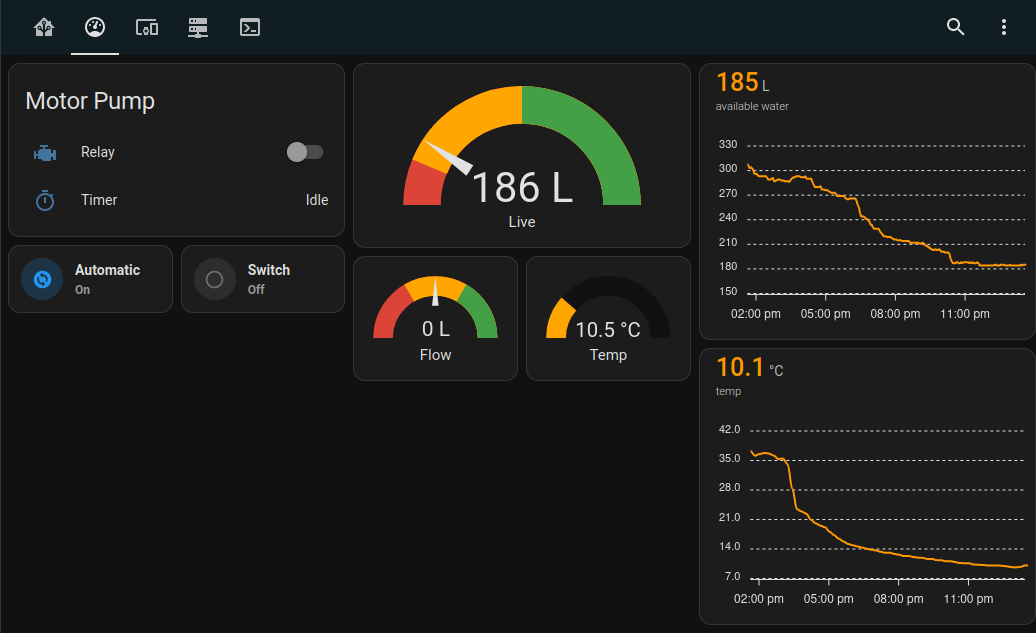 Motor Pump
Relay
Timer Idle
Automatic
On
Switch
Off
186 L
Live
0 L
Flow
10.5 °C
Temp
185 L
available water
330
300
270
240
210
180
150
02:00 pm 05:00 pm 08:00 pm 11:00 pm
10.1 °C
temp
42.0
35.0
28.0
21.0
14.0
7.0
02:00 pm 05:00 pm 08:00 pm 11:00 pm